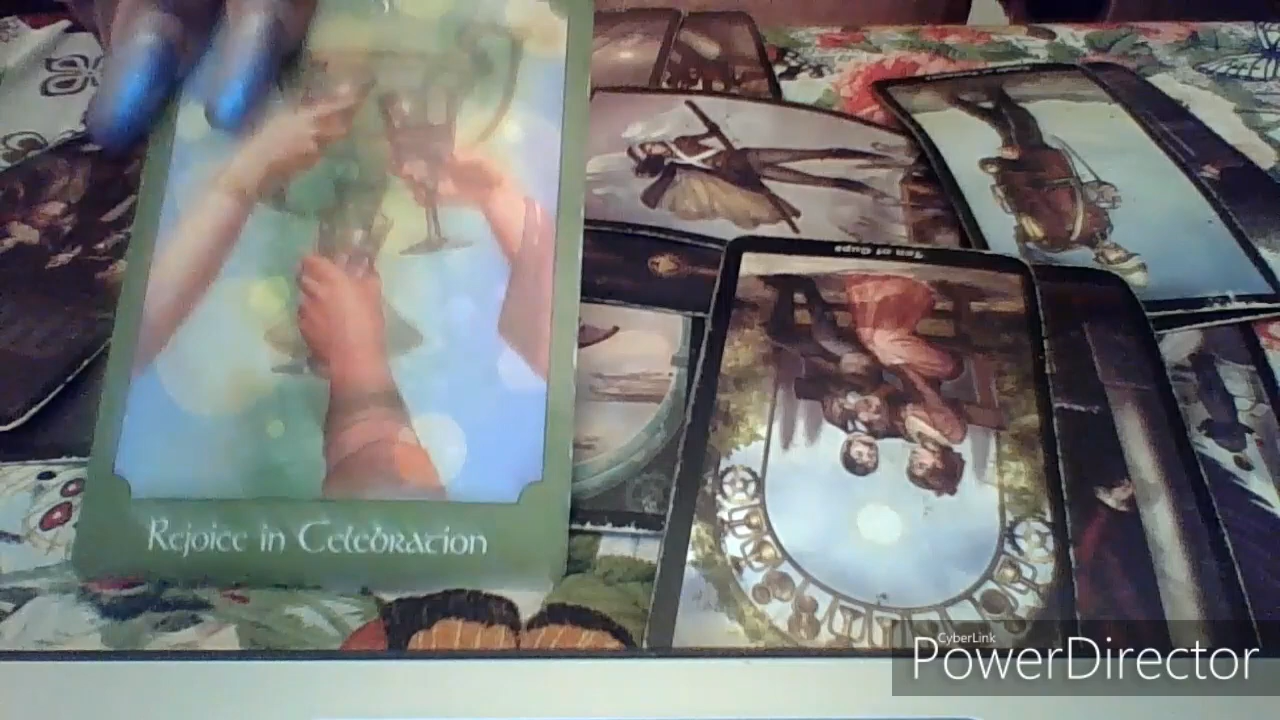 Rejoice in Celebration
Ten of Cups
CyberLink
PowerDirector